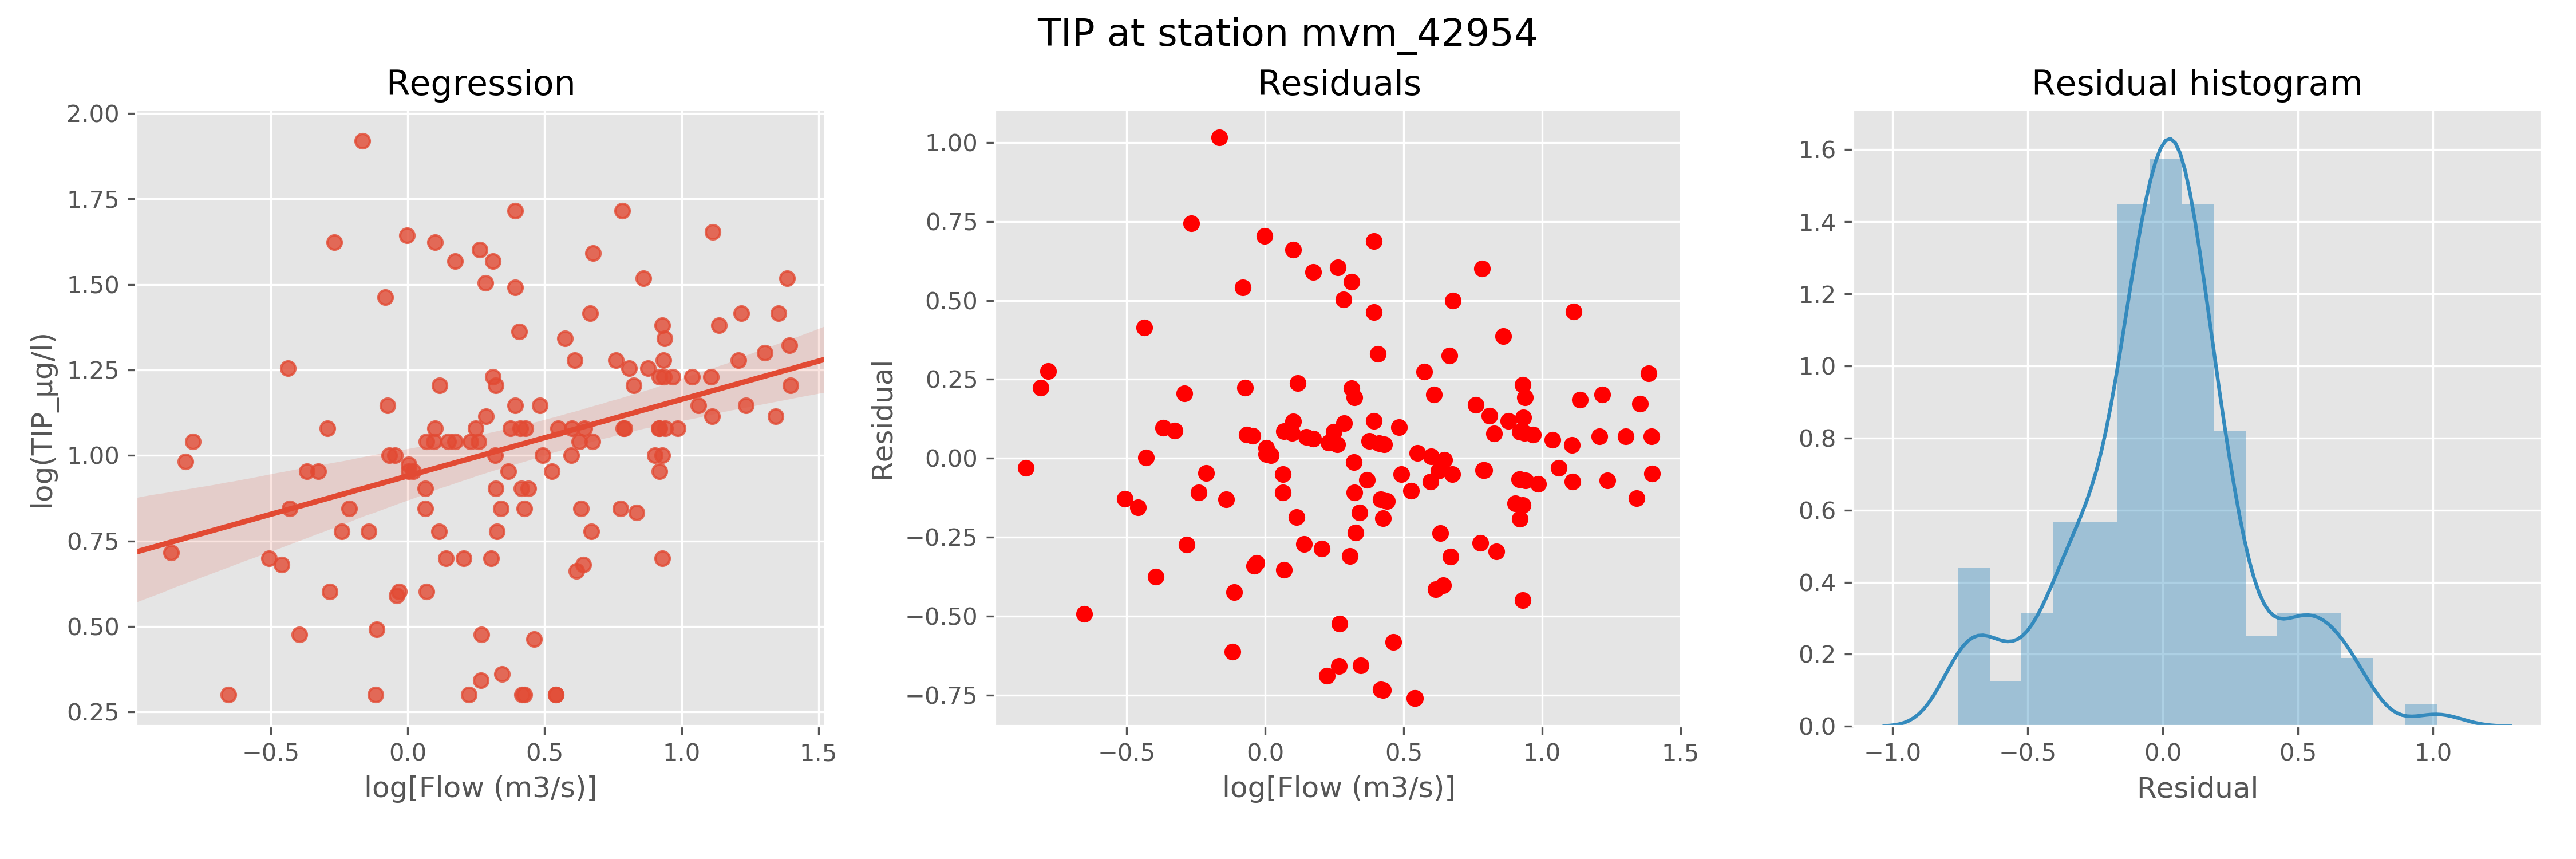 TIP at station mvm_42954
Regression
2.00
1.75
1.50
1.25
1.00
0.75
0.50
0.25
log(TIP_µg/l)
−0.5 0.0 0.5 1.0 1.5
log[Flow (m3/s)]
Residuals
1.00
0.75
0.50
0.25
0.00
−0.25
−0.50
−0.75
Residual
−0.5 0.0 0.5 1.0 1.5
log[Flow (m3/s)]
Residual histogram
1.6
1.4
1.2
1.0
0.8
0.6
0.4
0.2
0.0
−1.0 −0.5 0.0 0.5 1.0
Residual